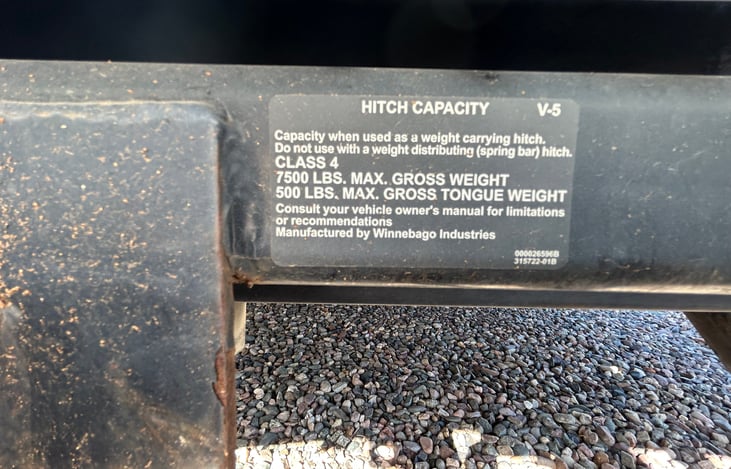 HITCH CAPACITY V-5
Capacity when used as a weight carrying hitch.
Do not use with a weight distributing (spring bar) hitch.
CLASS 4
7500 LBS. MAX. GROSS WEIGHT
500 LBS. MAX. GROSS TONGUE WEIGHT
Consult your vehicle owner's manual for limitations
or recommendations
Manufactured by Winnebago Industries
000026596B
315722-01B